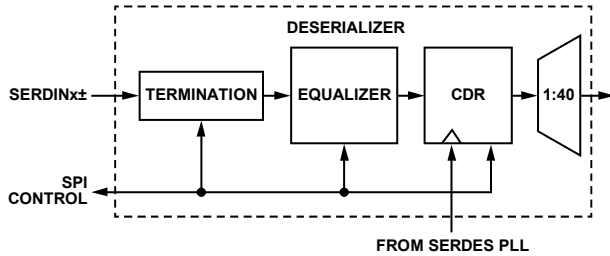 DESERIALIZER
SERDINx±
TERMINATION
EQUALIZER
CDR
1:40
SPI
CONTROL
FROM SERDES PLL